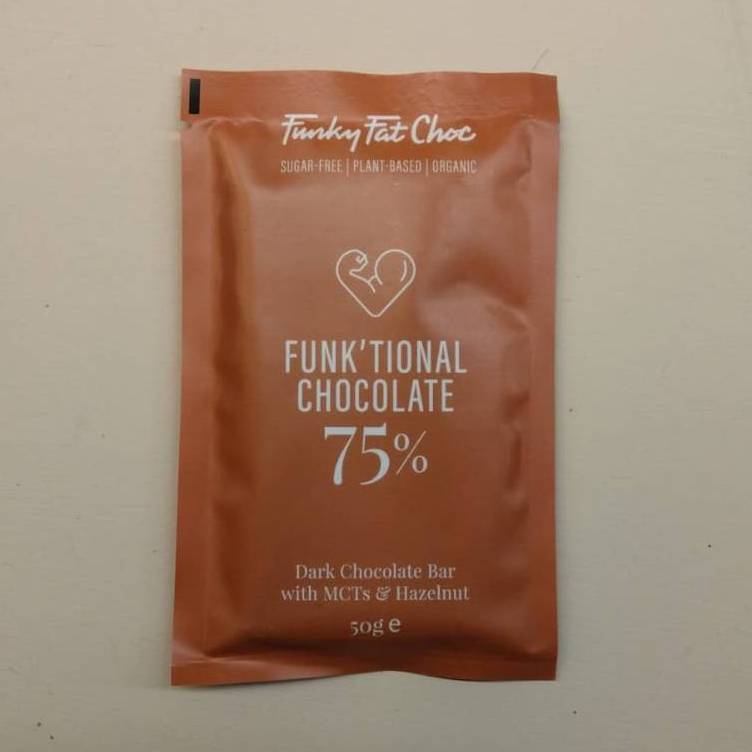 Funky Fat Choc
SUGAR-FREE | PLANT-BASED | ORGANIC
FUNK'TIONAL
CHOCOLATE
75%
Dark Chocolate Bar
with MCTs & Hazelnut
50g e